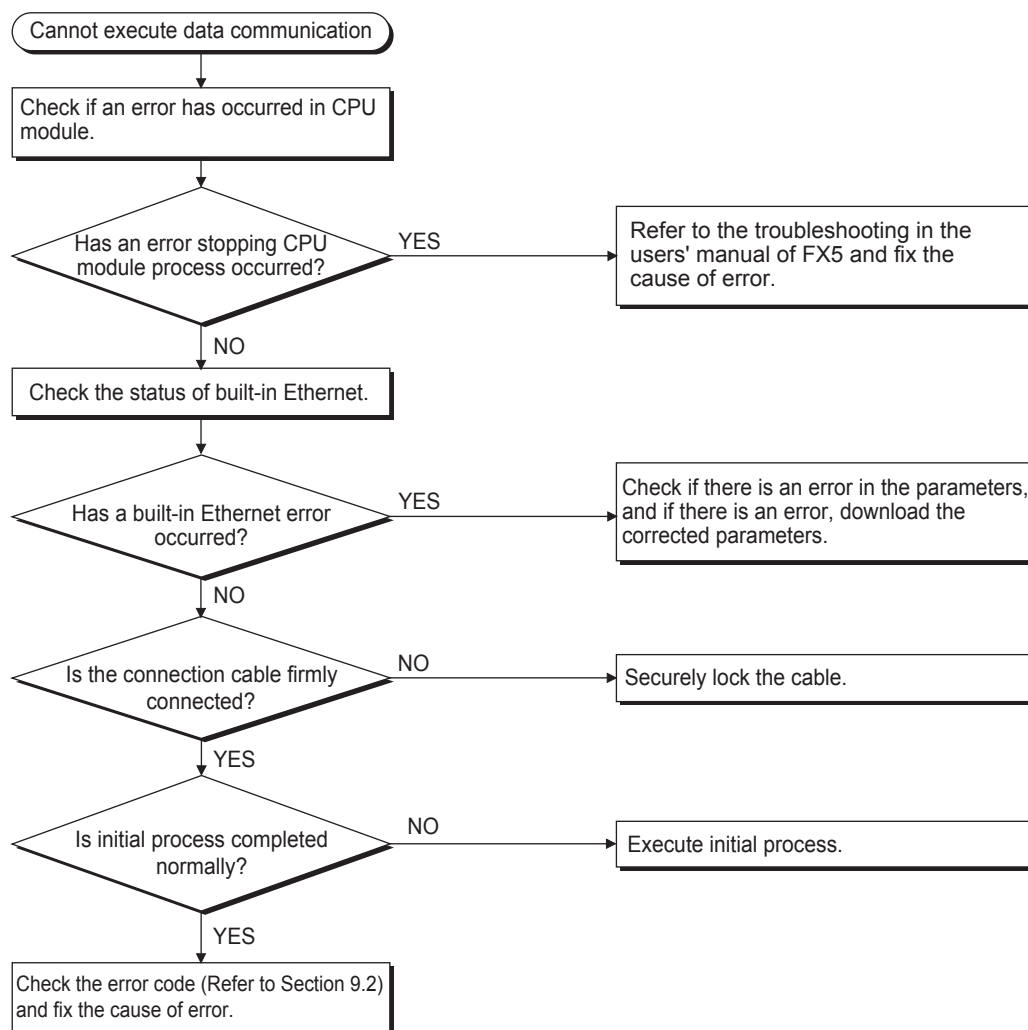 Cannot execute data communication
Check if an error has occurred in CPU
module.
Has an error stopping CPU
module process occurred?
YES
Refer to the troubleshooting in the
users' manual of FX5 and fix the
cause of error.
NO
Check the status of built-in Ethernet.
Has a built-in Ethernet error
occurred?
YES
Check if there is an error in the parameters,
and if there is an error, download the
corrected parameters.
NO
Is the connection cable firmly
connected?
NO
Securely lock the cable.
YES
Is initial process completed
normally?
NO
Execute initial process.
YES
Check the error code (Refer to Section 9.2)
and fix the cause of error.